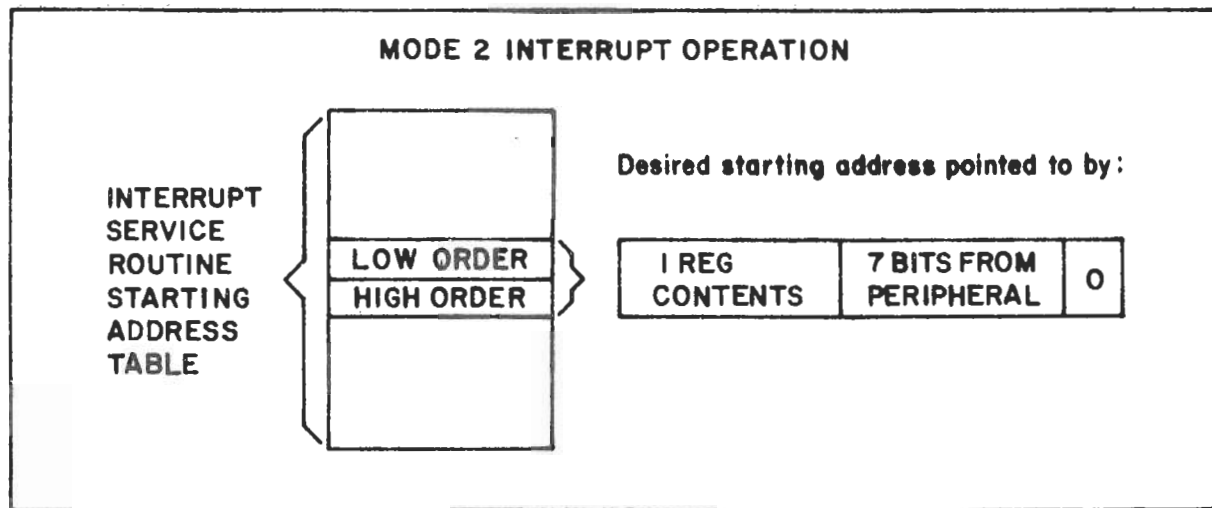 MODE 2 INTERRUPT OPERATION
INTERRUPT
SERVICE
ROUTINE
STARTING
ADDRESS
TABLE
LOW ORDER
HIGH ORDER
Desired starting address pointed to by:
I REG
CONTENTS
7 BITS FROM
PERIPHERAL
0